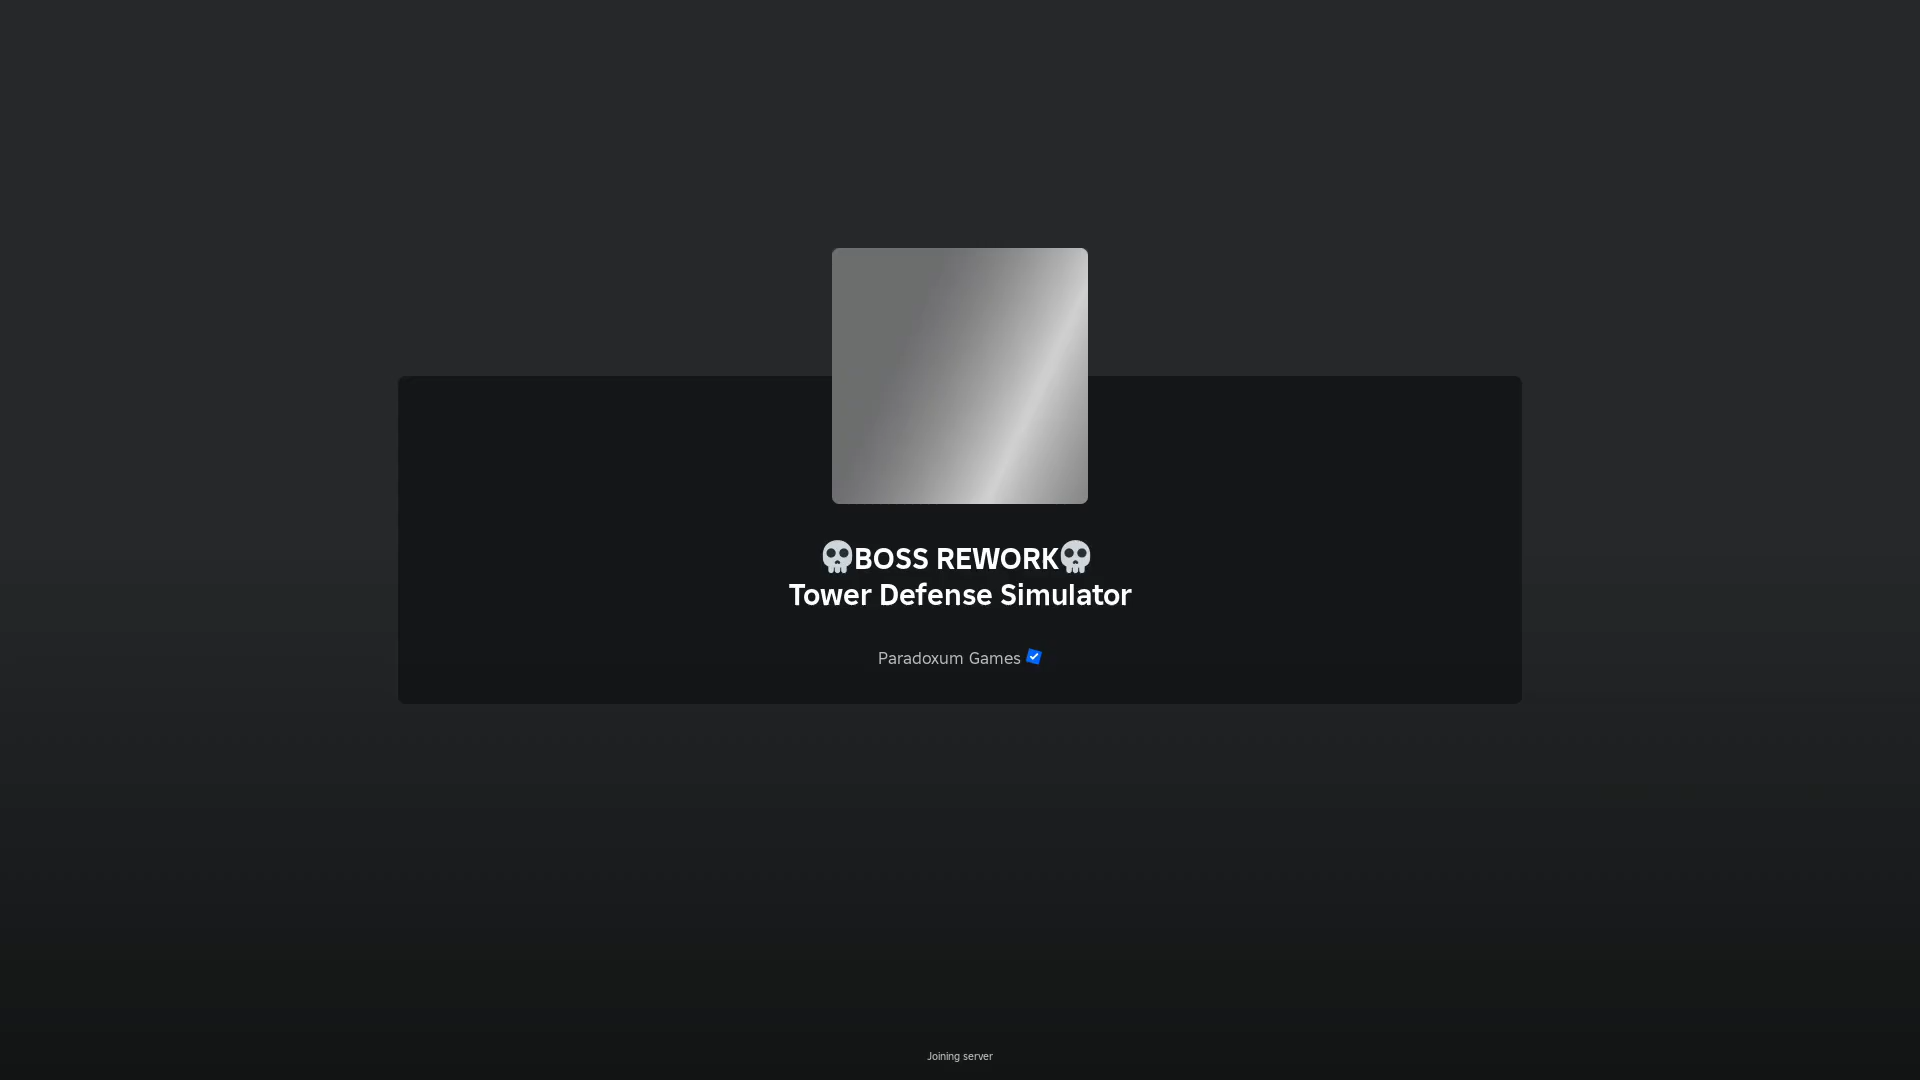 💀BOSS REWORK💀
Tower Defense Simulator
Paradoxum Games
Joining server